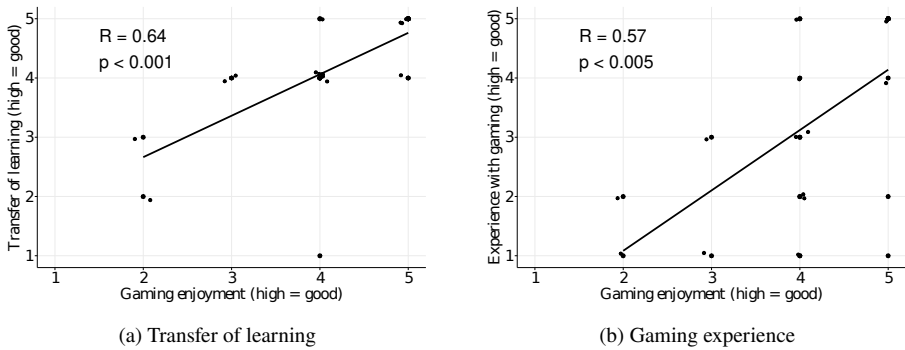 Transfer of learning (high = good)
5
4
3
2
1
R = 0.64
p < 0.001
1 2 3 4 5
Gaming enjoyment (high = good)
(a) Transfer of learning
Experience with gaming (high = good)
5
4
3
2
1
R = 0.57
p < 0.005
1 2 3 4 5
Gaming enjoyment (high = good)
(b) Gaming experience